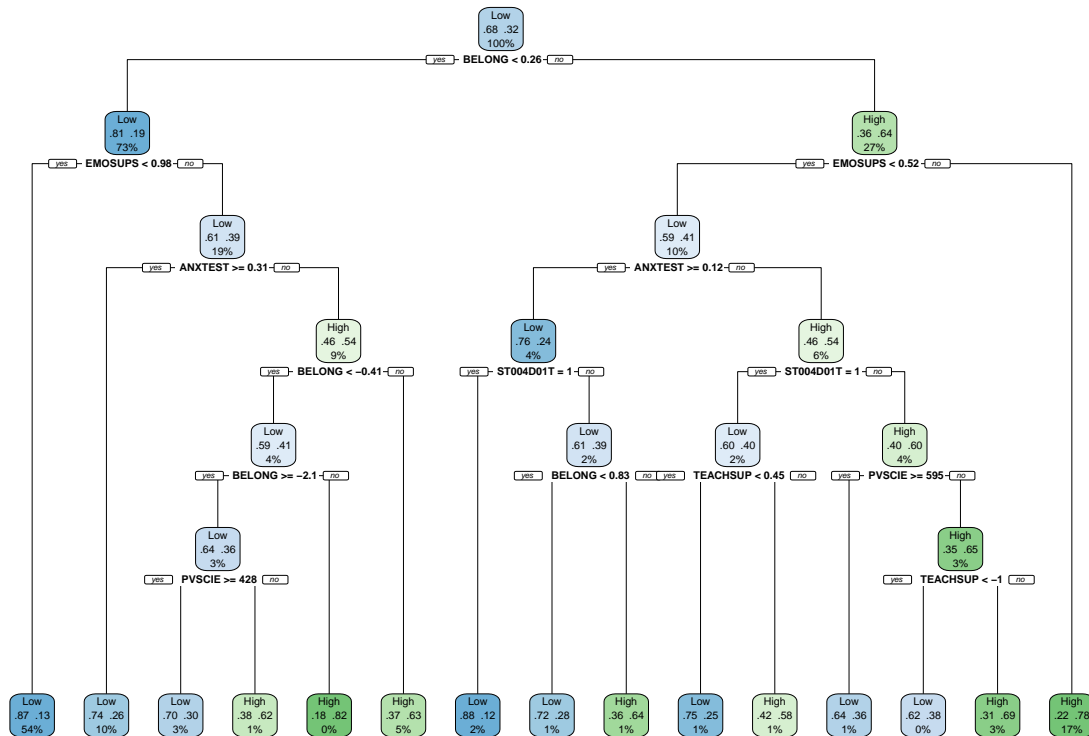 Low
.68 .32
100%
yes BELONG < 0.26 no
Low
.81 .19
73%
High
.36 .64
27%
yes EMOSUPS < 0.98 no
yes EMOSUPS < 0.52 no
Low
.61 .39
19%
Low
.59 .41
10%
yes ANXTEST >= 0.31 no
yes ANXTEST >= 0.12 no
High
.46 .54
9%
Low
.76 .24
4%
High
.46 .54
6%
yes BELONG < −0.41 no
yes ST004D01T = 1 no
yes ST004D01T = 1 no
Low
.59 .41
4%
Low
.61 .39
2%
Low
.60 .40
2%
High
.40 .60
4%
yes BELONG >= −2.1 no
yes BELONG < 0.83 no
yes TEACHSUP < 0.45 no
yes PVSCIE >= 595 no
Low
.64 .36
3%
High
.35 .65
3%
yes PVSCIE >= 428 no
yes TEACHSUP < −1 no
Low
.87 .13
54%
Low
.74 .26
10%
Low
.70 .30
3%
High
.38 .62
1%
High
.18 .82
0%
High
.37 .63
5%
Low
.88 .12
2%
Low
.72 .28
1%
High
.36 .64
1%
Low
.75 .25
1%
High
.42 .58
1%
Low
.64 .36
1%
Low
.62 .38
0%
High
.31 .69
3%
High
.22 .78
17%